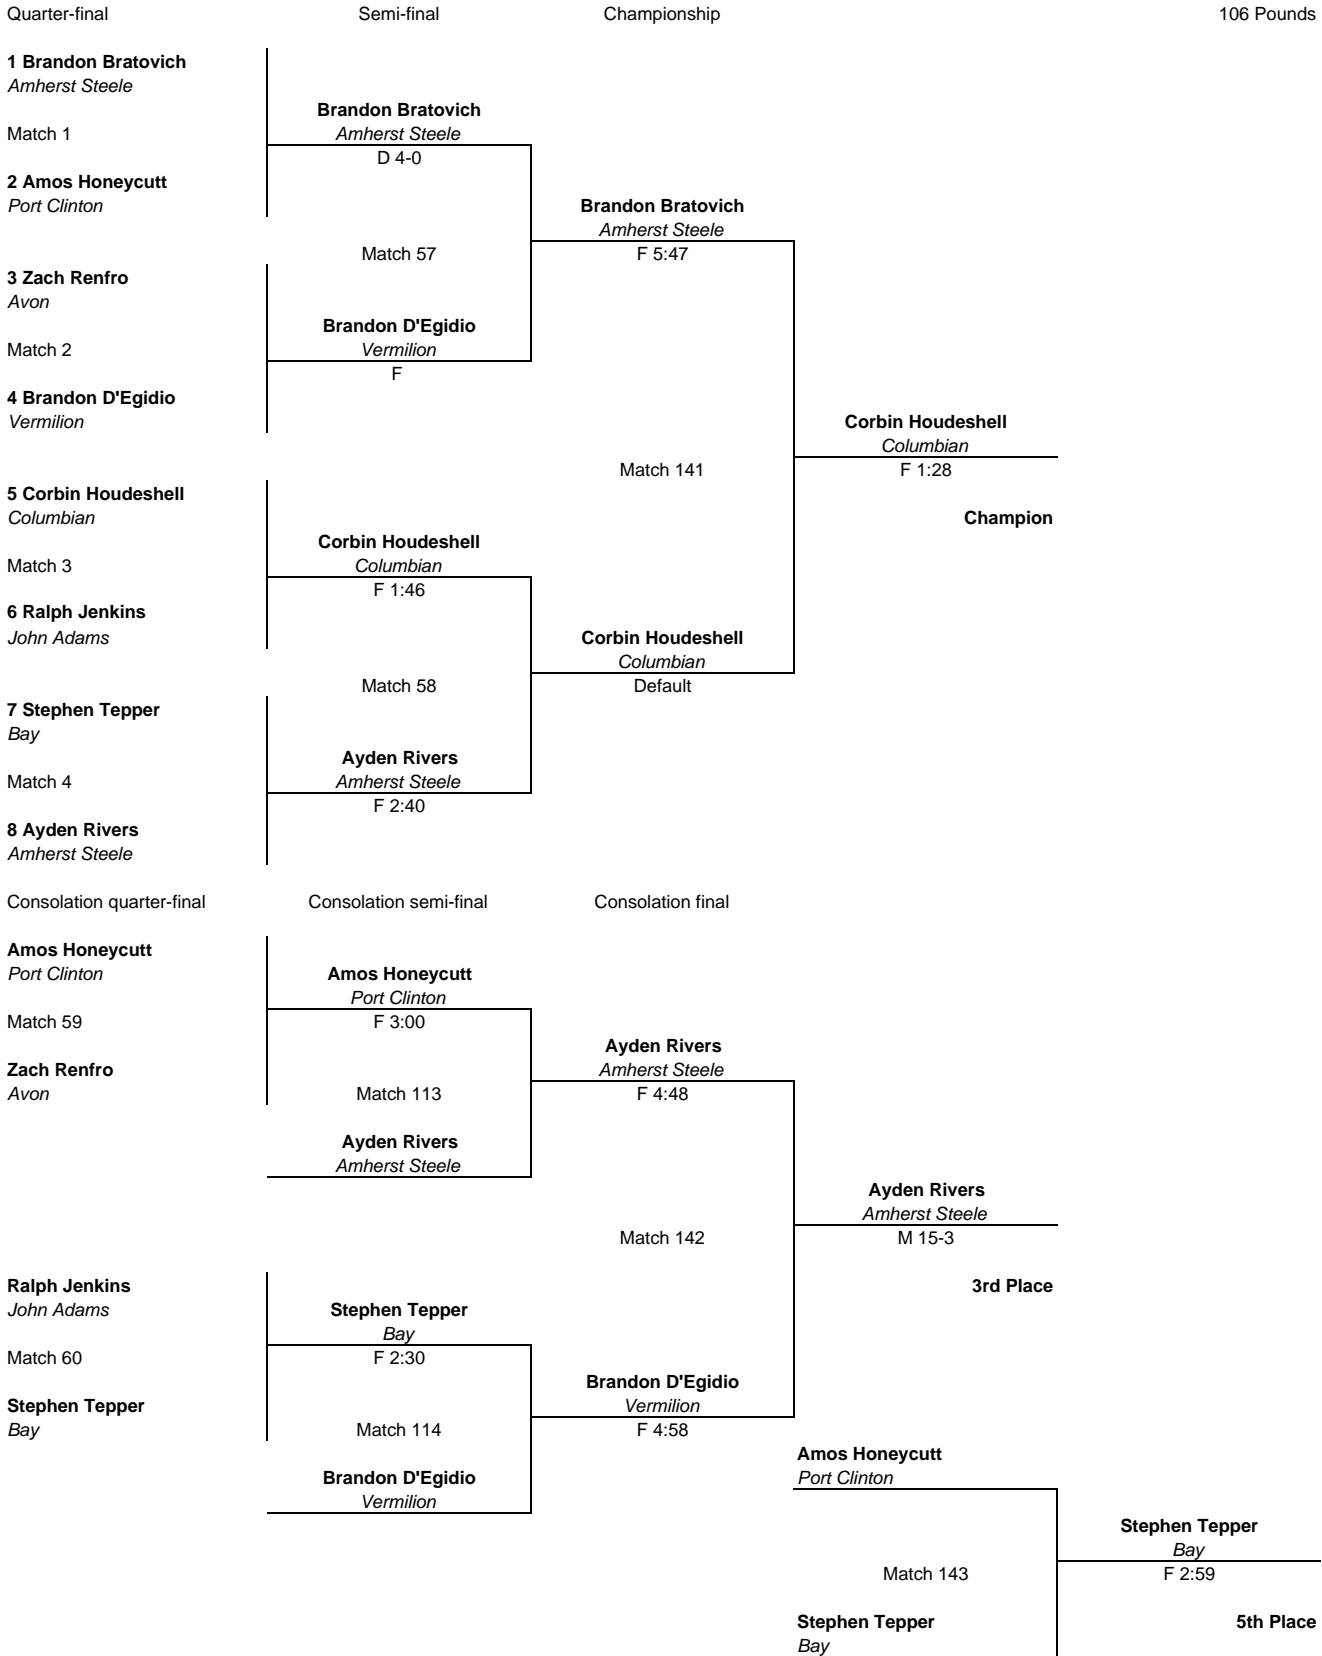 Quarter-final Semi-final Championship 106 Pounds
1 Brandon Bratovich
Amherst Steele
Brandon Bratovich
Match 1 Amherst Steele
D 4-0
2 Amos Honeycutt
Port Clinton Brandon Bratovich
Amherst Steele
Match 57 F 5:47
3 Zach Renfro
Avon
Brandon D'Egidio
Match 2 Vermilion
F
4 Brandon D'Egidio
Vermilion Corbin Houdeshell
Columbian
Match 141 F 1:28
5 Corbin Houdeshell
Columbian Champion
Corbin Houdeshell
Match 3 Columbian
F 1:46
6 Ralph Jenkins
John Adams Corbin Houdeshell
Columbian
Match 58 Default
7 Stephen Tepper
Bay
Ayden Rivers
Match 4 Amherst Steele
F 2:40
8 Ayden Rivers
Amherst Steele
Consolation quarter-final Consolation semi-final Consolation final
Amos Honeycutt
Port Clinton Amos Honeycutt
Port Clinton
Match 59 F 3:00
Ayden Rivers
Zach Renfro Amherst Steele
Avon Match 113 F 4:48
Ayden Rivers
Amherst Steele
Ayden Rivers
Amherst Steele
Match 142 M 15-3
Ralph Jenkins 3rd Place
John Adams Stephen Tepper
Bay
Match 60 F 2:30
Brandon D'Egidio
Stephen Tepper Vermilion
Bay Match 114 F 4:58
Amos Honeycutt
Brandon D'Egidio Port Clinton
Vermilion
Stephen Tepper
Bay
Match 143 F 2:59
Stephen Tepper 5th Place
Bay